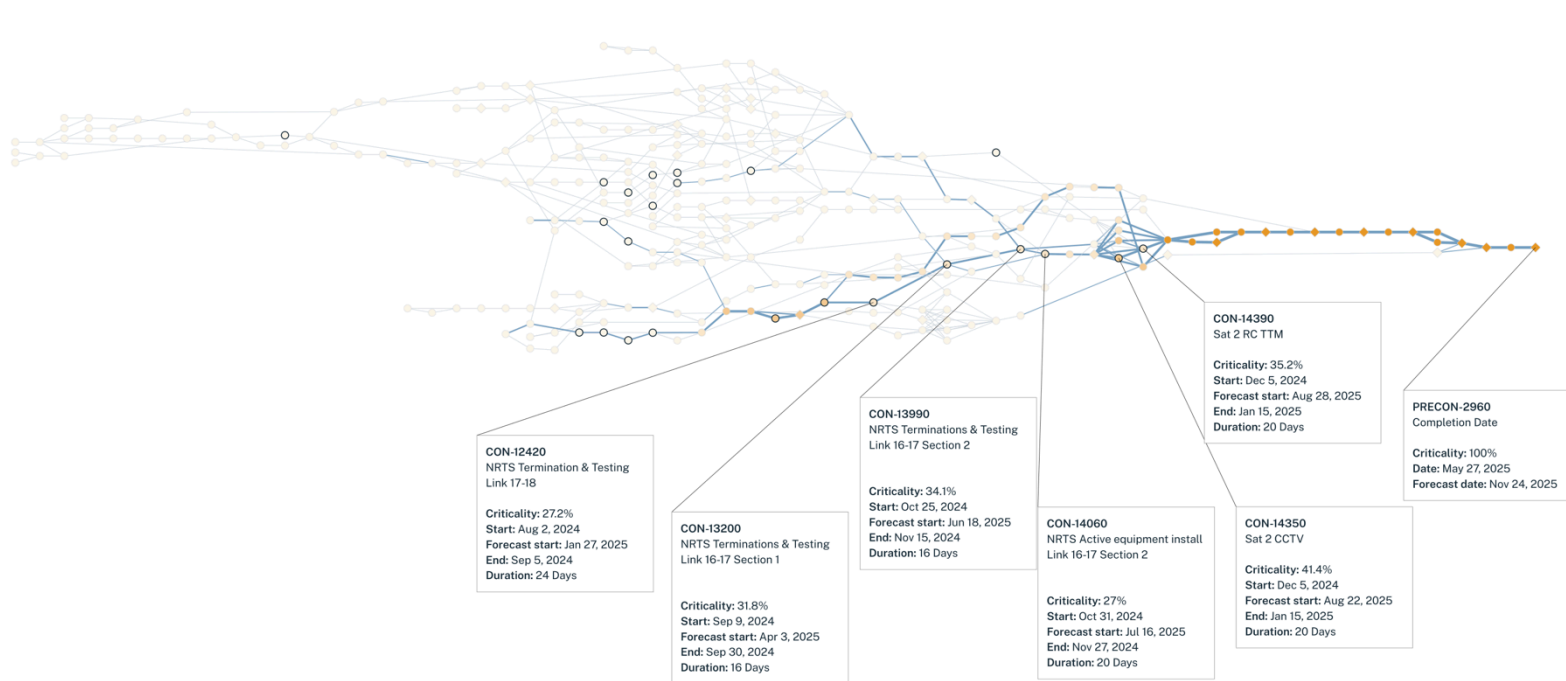 CON-14390
Sat 2 RC TTM
Criticality: 35.2%
Start: Dec 5, 2024
Forecast start: Aug 28, 2025
End: Jan 15, 2025
Duration: 20 Days
PRECON-2960
Completion Date
Criticality: 100%
Date: May 27, 2025
Forecast date: Nov 24, 2025
CON-13990
NRTS Terminations & Testing
Link 16-17 Section 2
Criticality: 34.1%
Start: Oct 25, 2024
Forecast start: Jun 18, 2025
End: Nov 15, 2024
Duration: 16 Days
CON-12420
NRTS Termination & Testing
Link 17-18
Criticality: 27.2%
Start: Aug 2, 2024
Forecast start: Jan 27, 2025
End: Sep 5, 2024
Duration: 24 Days
CON-13200
NRTS Terminations & Testing
Link 16-17 Section 1
Criticality: 31.8%
Start: Sep 9, 2024
Forecast start: Apr 3, 2025
End: Sep 30, 2024
Duration: 16 Days
CON-14060
NRTS Active equipment install
Link 16-17 Section 2
Criticality: 27%
Start: Oct 31, 2024
Forecast start: Jul 16, 2025
End: Nov 27, 2024
Duration: 20 Days
CON-14350
Sat 2 CCTV
Criticality: 41.4%
Start: Dec 5, 2024
Forecast start: Aug 22, 2025
End: Jan 15, 2025
Duration: 20 Days